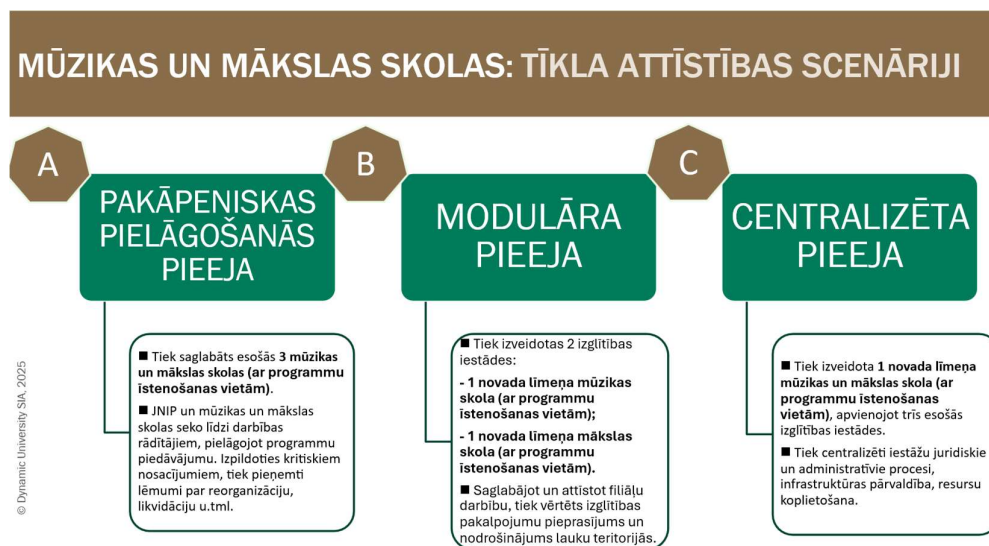 MŪZIKAS UN MĀKSLAS SKOLAS: TĪKLA ATTĪSTĪBAS SCENĀRIJI
A
PAKĀPENISKAS
PIELĀGOŠANĀS
PIEEJA
■ Tiek saglabāts esošās 3 mūzikas
un mākslas skolas (ar programmu
īstenošanas vietām).
■ JNIP un mūzikas un mākslas
skolas seko līdzi darbības
rādītājiem, pielāgojot programmu
piedāvājumu. Izpildoties kritiskiem
nosacījumiem, tiek pieņemti
lēmumi par reorganizāciju,
likvidāciju u.tml.
B
MODULĀRA
PIEEJA
■ Tiek izveidotas 2 izglītības
iestādes:
- 1 novada līmeņa mūzikas
skola (ar programmu
īstenošanas vietām);
- 1 novada līmeņa mākslas
skola (ar programmu
īstenošanas vietām).
■ Saglabājot un attīstot filiāļu
darbību, tiek vērtēts izglītības
pakalpojumu pieprasījums un
nodrošinājums lauku teritorijās.
C
CENTRALIZĒTA
PIEEJA
■ Tiek izveidota 1 novada līmeņa
mūzikas un mākslas skola (ar
programmu īstenošanas
vietām), apvienojot trīs esošās
izglītības iestādes.
■ Tiek centralizēti iestāžu juridiskie
un administratīvie procesi,
infrastruktūras pārvaldība, resursu
koplietošana.
© Dynamic University SIA, 2025